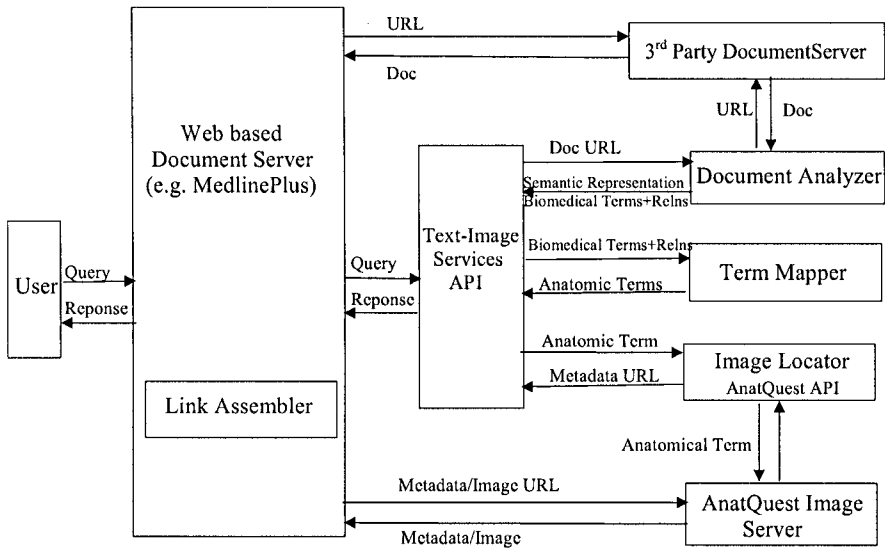 URL
Doc
3rd Party DocumentServer
URL
Doc
Web based
Document Server
(e.g. MedlinePlus)
Doc URL
Semantic Representation
Biomedical Terms+Relns
Document Analyzer
Text-Image
Services
API
Biomedical Terms+Relns
Anatomic Terms
Term Mapper
User
Query
Reponse
Query
Reponse
Anatomic Term
Metadata URL
Image Locator
AnatQuest API
Link Assembler
Anatomical Term
Metadata/Image URL
Metadata/Image
AnatQuest Image
Server